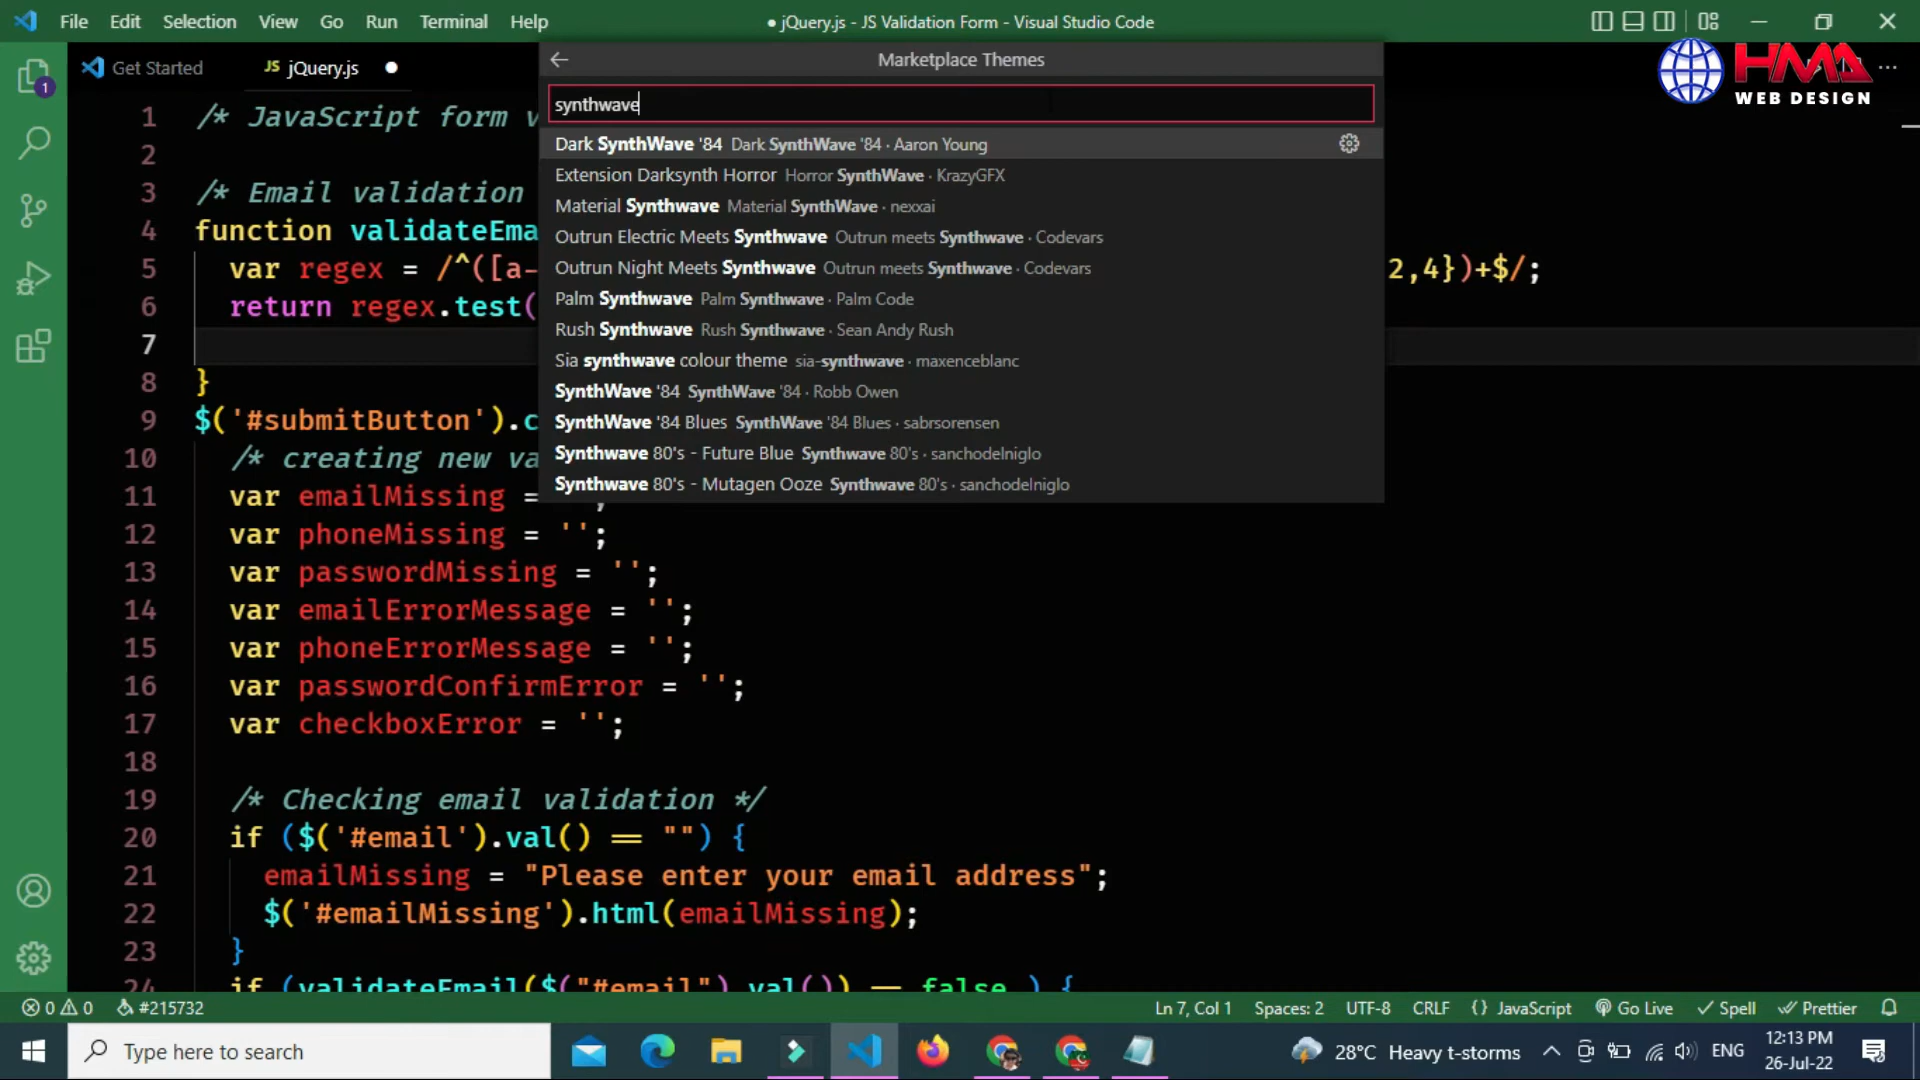 File Edit Selection View Go Run Terminal Help
● jQuery.js - JS Validation Form - Visual Studio Code
Get Started
JS jQuery.js ●
Marketplace Themes
HMA
WEB DESIGN
synthwave
Dark SynthWave '84 Dark SynthWave '84 · Aaron Young
Extension Darksynth Horror Horror SynthWave · KrazyGFX
Material Synthwave Material SynthWave · nexxai
Outrun Electric Meets Synthwave Outrun meets Synthwave · Codevars
Outrun Night Meets Synthwave Outrun meets Synthwave · Codevars
Palm Synthwave Palm Synthwave · Palm Code
Rush Synthwave Rush Synthwave · Sean Andy Rush
Sia synthwave colour theme sia-synthwave · maxenceblanc
SynthWave '84 SynthWave '84 · Robb Owen
SynthWave '84 Blues SynthWave '84 Blues · sabrsorensen
Synthwave 80's - Future Blue Synthwave 80's · sanchodelniglo
Synthwave 80's - Mutagen Ooze Synthwave 80's · sanchodelniglo
1
1 /* JavaScript form v
2
3 /* Email validation
4 function validateEma
5 var regex = /^([a- 2,4})+$/;
6 return regex.test(
7
8 }
9 $('#submitButton').c
10 /* creating new va
11 var emailMissing = ;
12 var phoneMissing = '';
13 var passwordMissing = '';
14 var emailErrorMessage = '';
15 var phoneErrorMessage = '';
16 var passwordConfirmError = '';
17 var checkboxError = '';
18
19 /* Checking email validation */
20 if ($('#email').val() == "") {
21 emailMissing = "Please enter your email address";
22 $('#emailMissing').html(emailMissing);
23 }
24 if (validateEmail($("#email").val()) == false ) {
0 0 #215732
Ln 7, Col 1 Spaces: 2 UTF-8 CRLF {} JavaScript Go Live Spell Prettier
Type here to search
28°C Heavy t-storms
ENG
12:13 PM
26-Jul-22